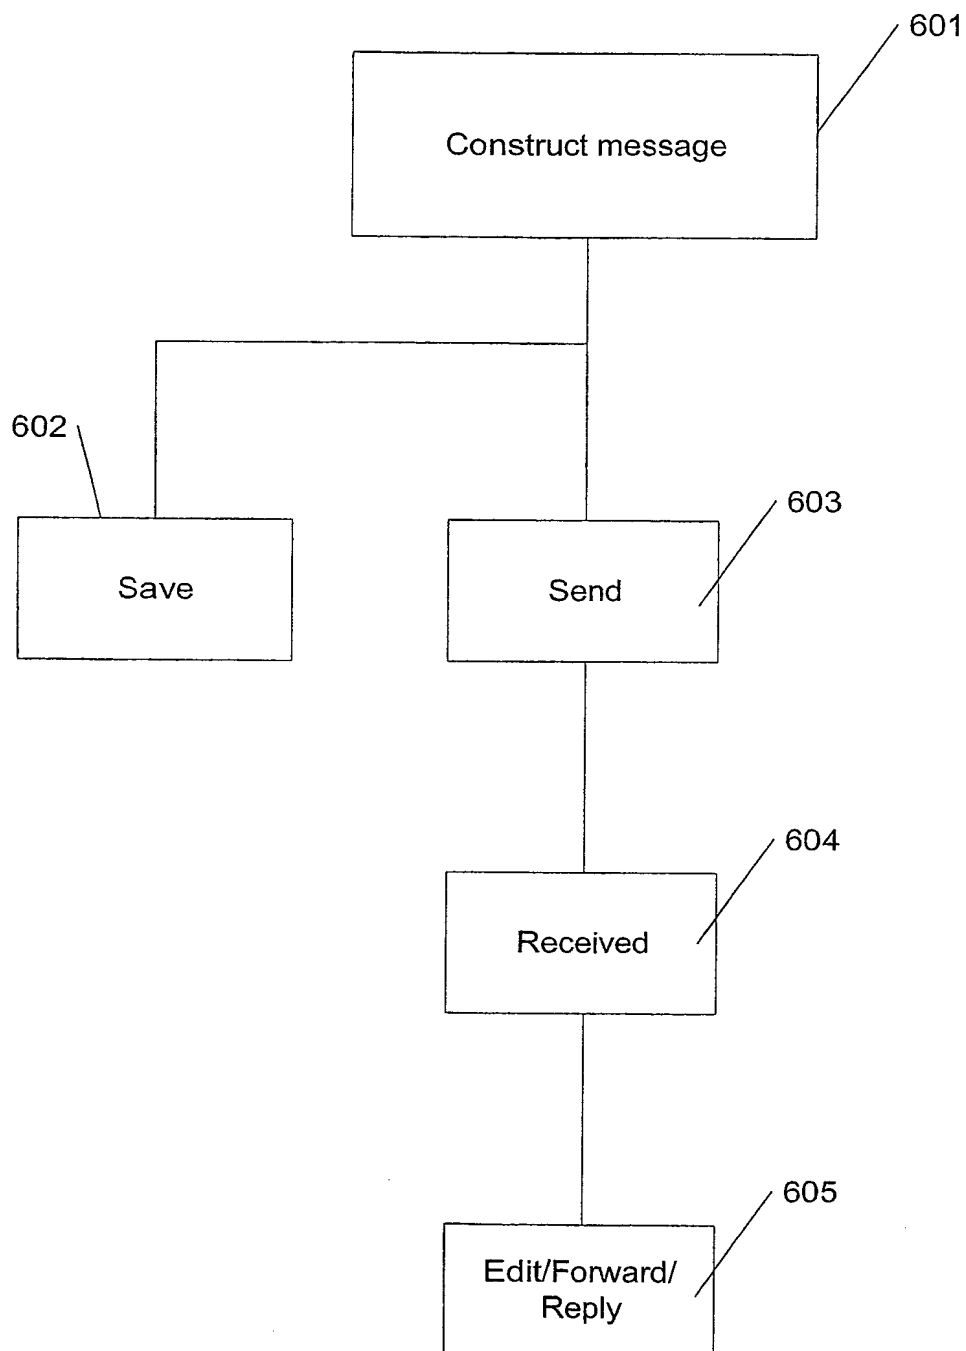 601
Construct message
602
603
Save
Send
604
Received
605
Edit/Forward/
Reply